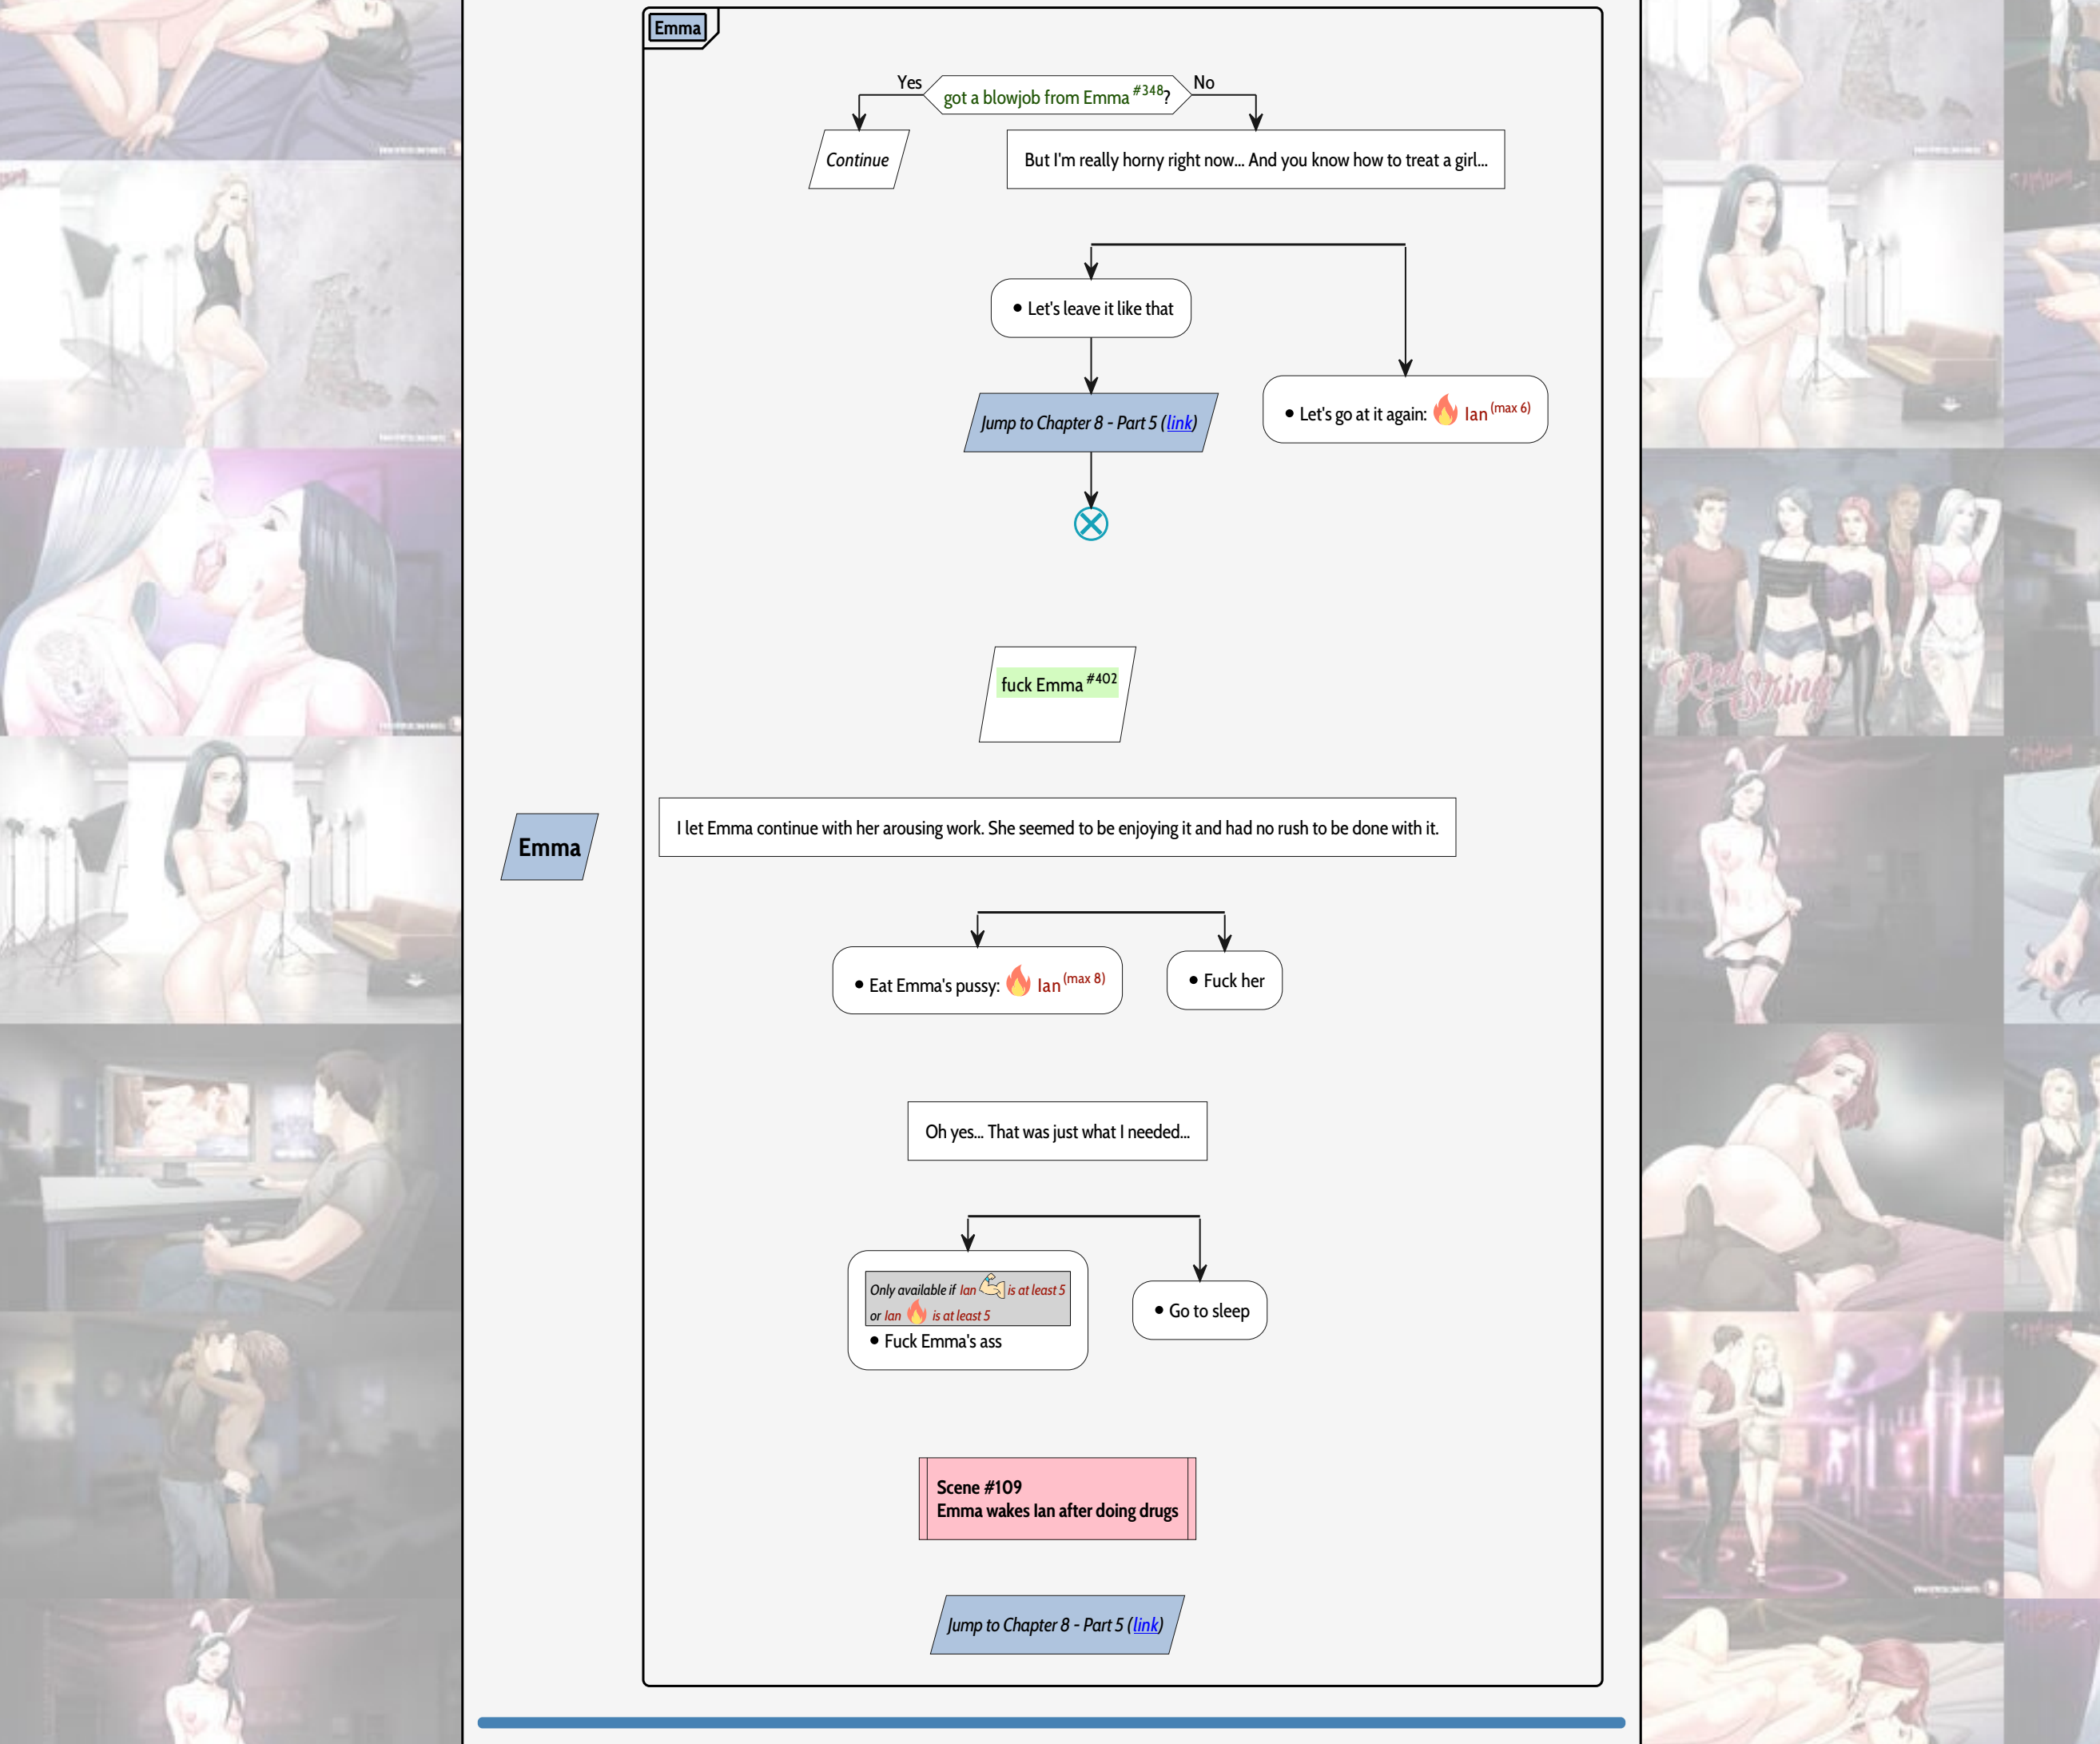 Emma
Yes
got a blowjob from Emma #348?
No
Continue
But I'm really horny right now... And you know how to treat a girl...
• Let's leave it like that
Jump to Chapter 8 - Part 5 (link)
• Let's go at it again: Ian (max 6)
fuck Emma #402
Emma
I let Emma continue with her arousing work. She seemed to be enjoying it and had no rush to be done with it.
• Eat Emma's pussy: Ian (max 8)
• Fuck her
Oh yes... That was just what I needed...
Only available if Ian is at least 5
or Ian is at least 5
• Fuck Emma's ass
• Go to sleep
Scene #109
Emma wakes Ian after doing drugs
Jump to Chapter 8 - Part 5 (link)
Red
String